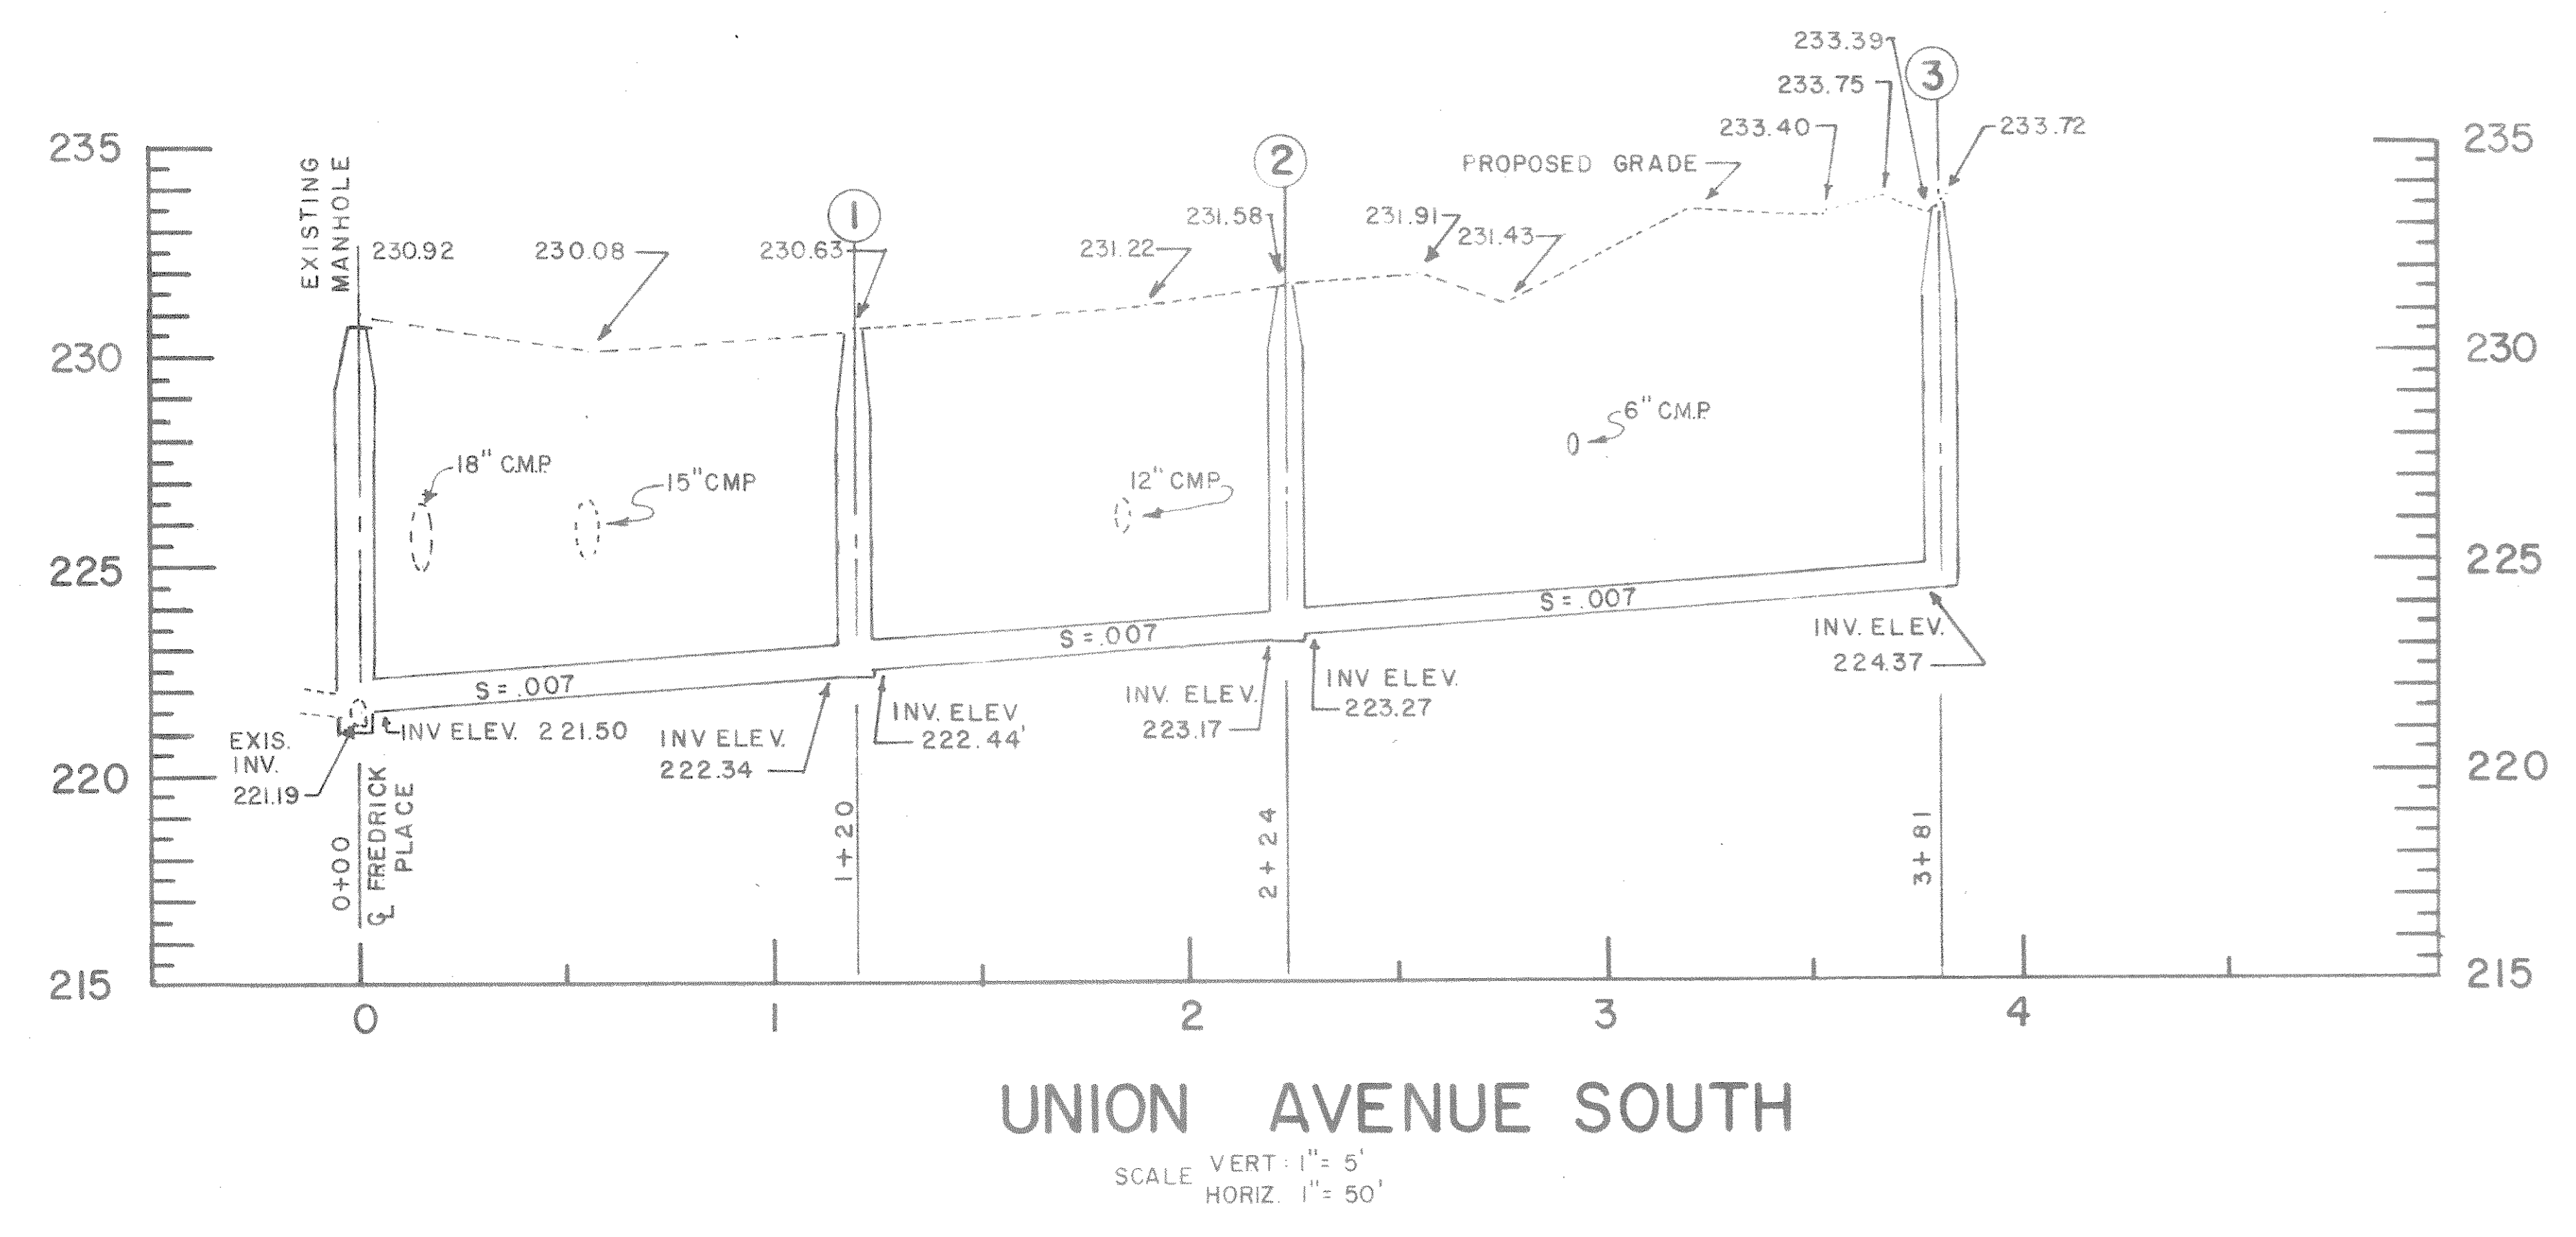 233.39
3
233.75
233.40
233.72
235
235
EXISTING
MANHOLE
2
PROPOSED GRADE
1
231.58
231.91
231.43
230.92
230.08
230.63
231.22
230
230
6" C.M.P.
18" C.M.P.
15" CMP
12" CMP
225
225
S = .007
S = .007
S = .007
INV. ELEV.
224.37
INV. ELEV.
223.17
INV ELEV.
223.27
INV. ELEV
222.44'
INV ELEV. 221.50
INV ELEV.
222.34
EXIS.
INV.
221.19
220
220
0+00
℄ FREDRICK
PLACE
1+20
2+24
3+81
215
215
0
1
2
3
4
UNION AVENUE SOUTH
SCALE
VERT: 1"= 5'
HORIZ. 1"= 50'